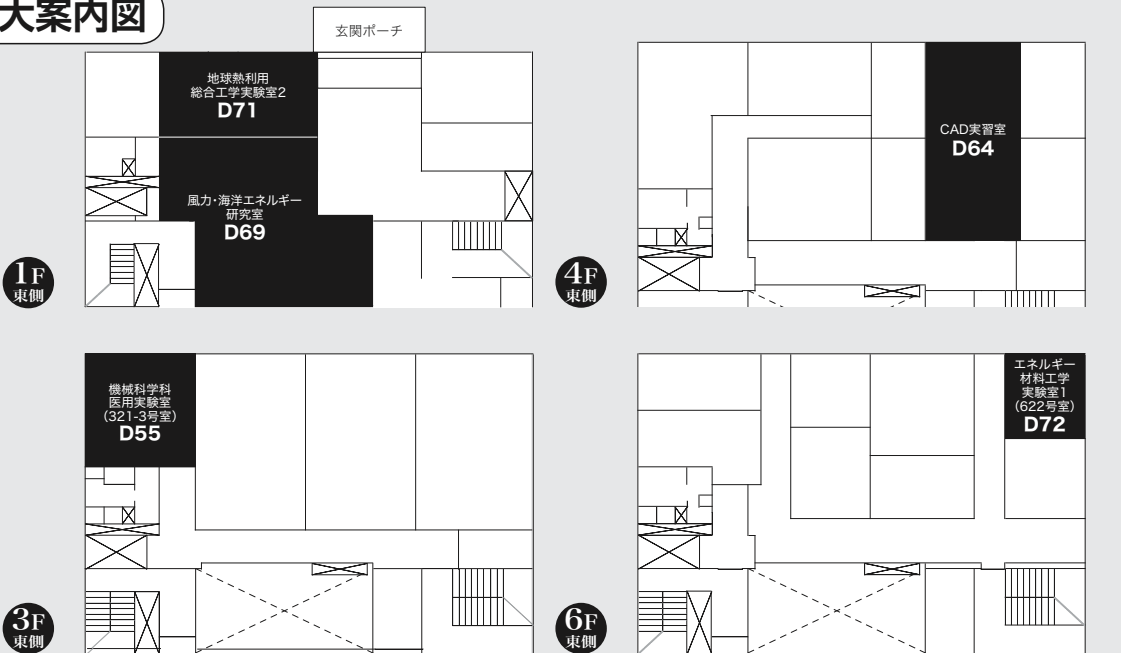 大案内図
玄関ポーチ
地球熱利用
総合工学実験室2
D71
風力・海洋エネルギー
研究室
D69
1F
東側
CAD実習室
D64
4F
東側
機械科学科
医用実験室
(321-3号室)
D55
3F
東側
エネルギー
材料工学
実験室1
(622号室)
D72
6F
東側